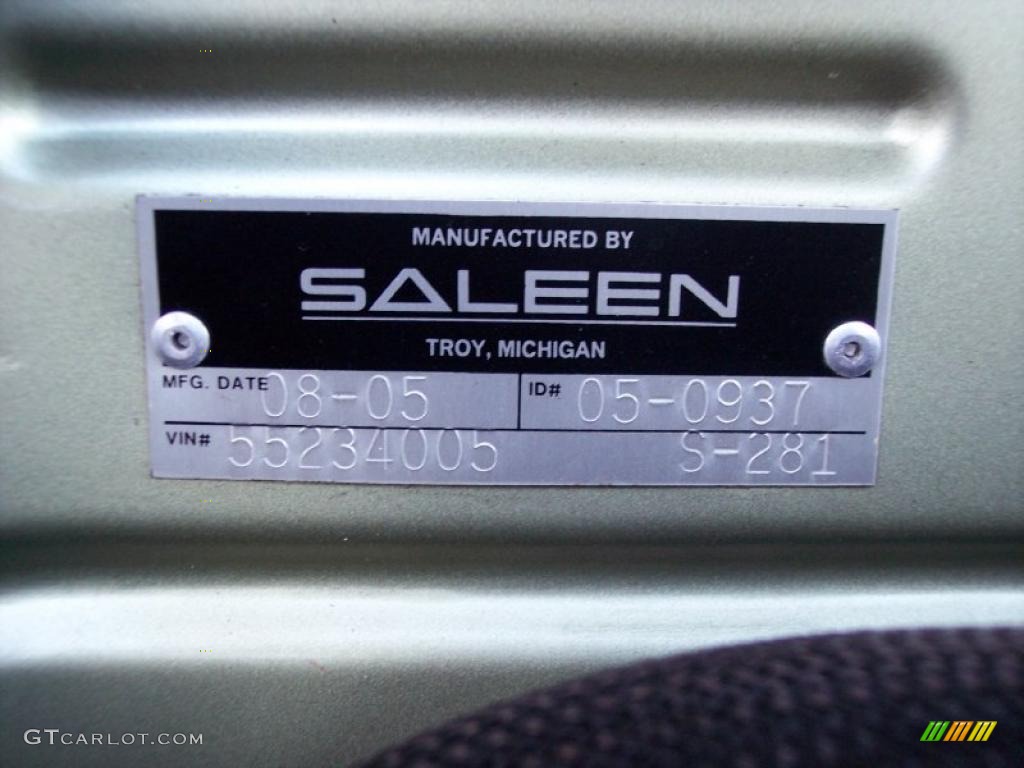 MANUFACTURED BY
SALEEN
TROY, MICHIGAN
MFG. DATE 08-05 ID# 05-0937
VIN# 55234005 S-281
GTCARLOT.COM